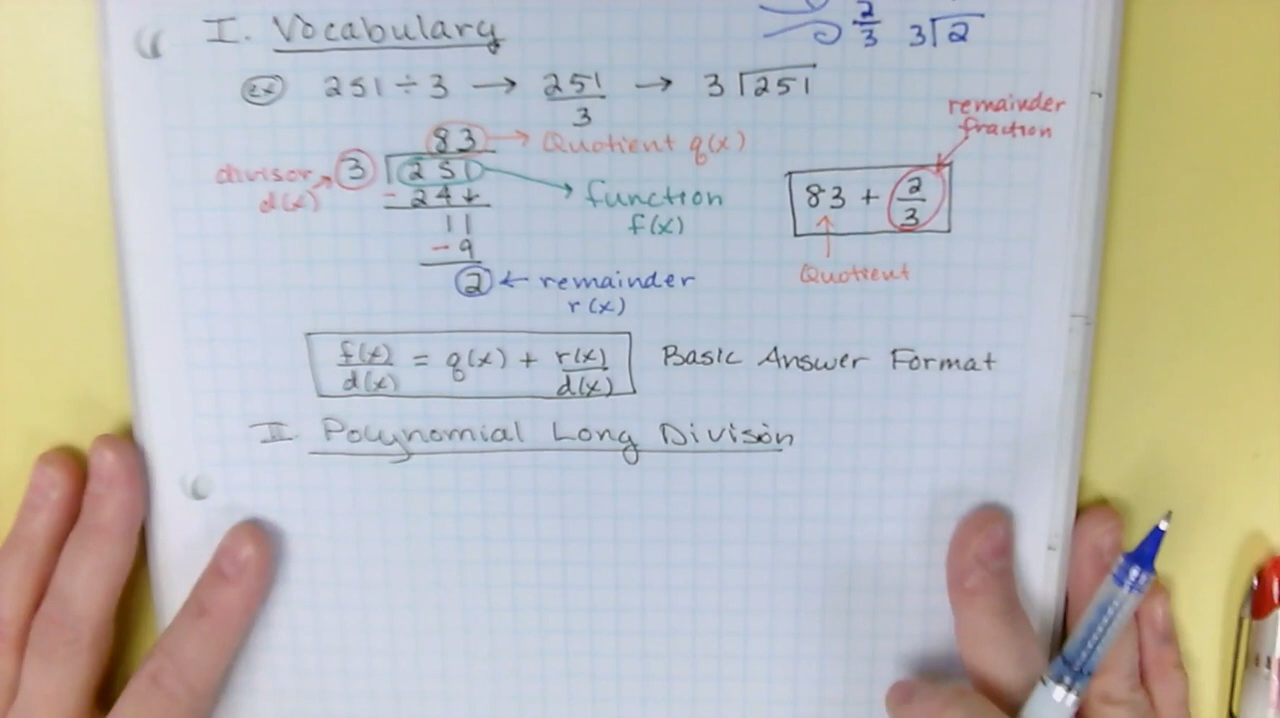 I. Vocabulary
2/3 3√2
Ex 251 ÷ 3 → 251/3 → 3√251
remainder
fraction
83 → Quotient q(x)
divisor → 3√251 → function
d(x)
f(x)
- 24↓
11
- 9
2 ← remainder
r(x)
83 + 2/3
↑
Quotient
f(x)/d(x) = q(x) + r(x)/d(x) Basic Answer Format
II Polynomial Long Divisón